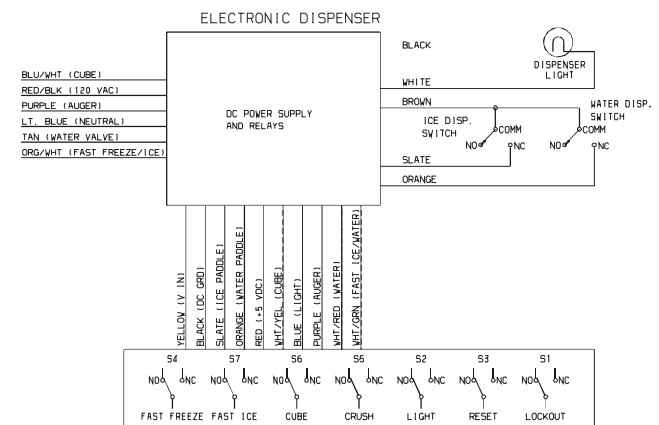 ELECTRONIC DISPENSER
BLACK
DISPENSER
LIGHT
BLU/WHT (CUBE)
RED/BLK (120 VAC)
PURPLE (AUGER)
LT. BLUE (NEUTRAL)
TAN (WATER VALVE)
ORG/WHT (FAST FREEZE/ICE)
DC POWER SUPPLY
AND RELAYS
WHITE
BROWN
ICE DISP.
SWITCH
COMM
NO
NC
WATER DISP.
SWITCH
COMM
NO
NC
SLATE
ORANGE
YELLOW (V IN)
BLACK (DC GRD)
SLATE (ICE PADDLE)
ORANGE (WATER PADDLE)
RED (+5 VDC)
WHT/YEL (CUBE)
BLUE (LIGHT)
PURPLE (AUGER)
WHT/RED (WATER)
WHT/GRN (FAST ICE/WATER)
S4 S7 S6 S5 S2 S3 S1
NO NC NO NC NO NC NO NC NO NC NO NC NO NC
FAST FREEZE FAST ICE CUBE CRUSH LIGHT RESET LOCKOUT